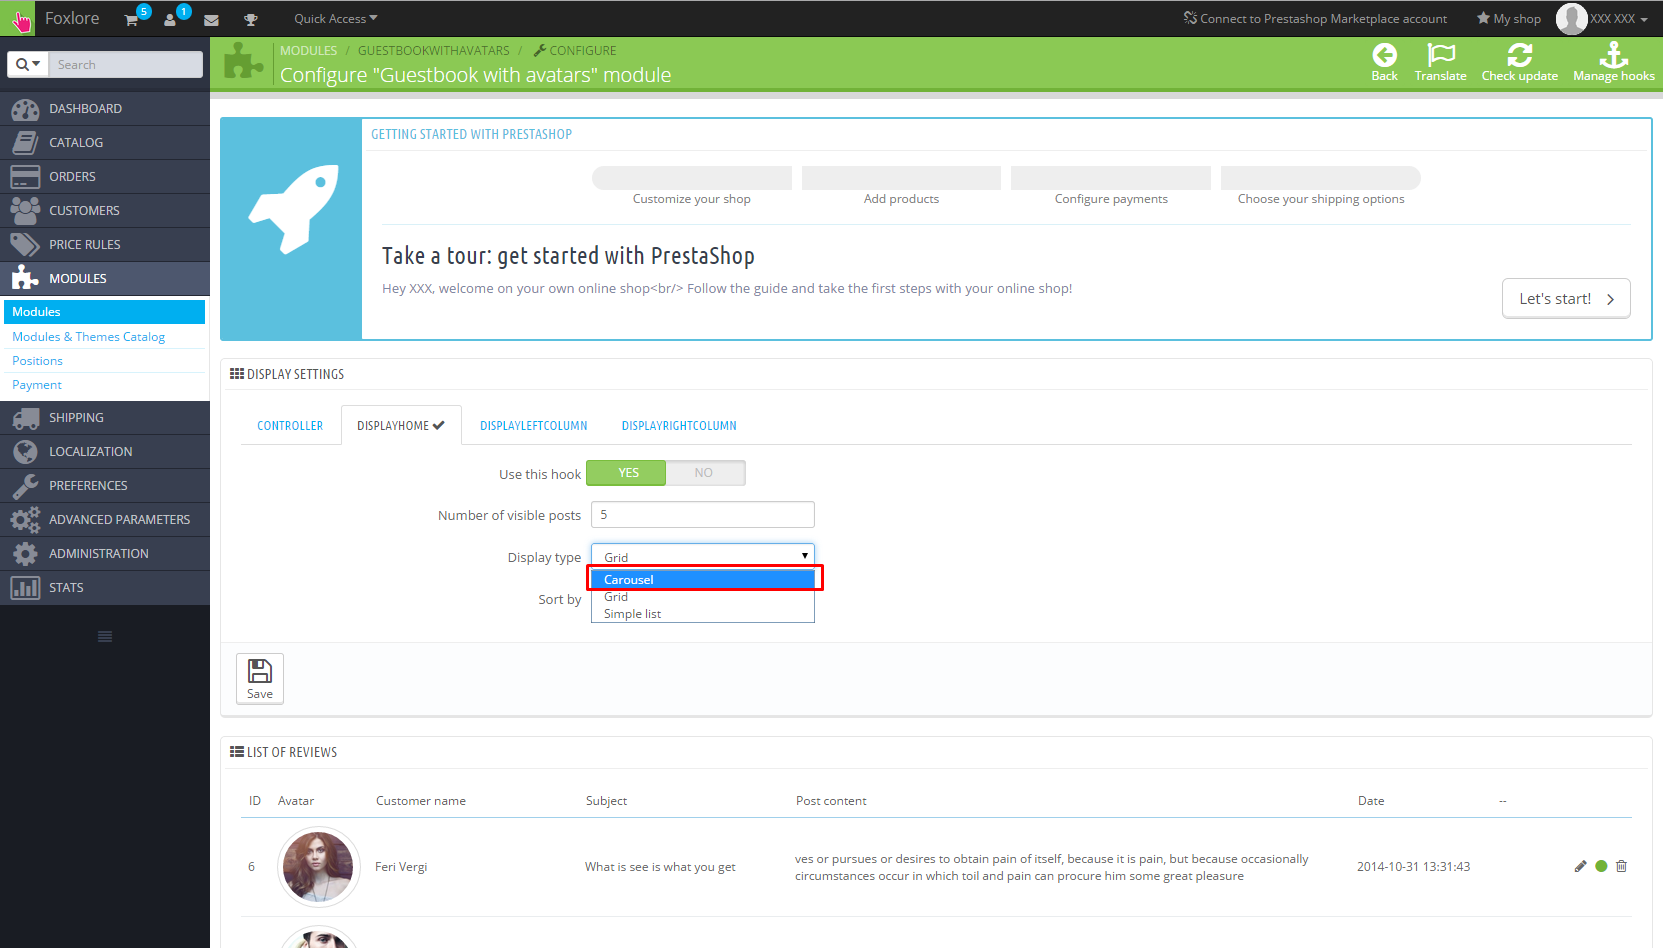 Foxlore 5 1 Quick Access Connect to Prestashop Marketplace account My shop XXX XXX
Search
MODULES / GUESTBOOKWITHAVATARS / CONFIGURE
Configure "Guestbook with avatars" module
Back Translate Check update Manage hooks
DASHBOARD
CATALOG
ORDERS
CUSTOMERS
PRICE RULES
MODULES
Modules
Modules & Themes Catalog
Positions
Payment
SHIPPING
LOCALIZATION
PREFERENCES
ADVANCED PARAMETERS
ADMINISTRATION
STATS
GETTING STARTED WITH PRESTASHOP
Customize your shop Add products Configure payments Choose your shipping options
Take a tour: get started with PrestaShop
Hey XXX, welcome on your own online shop<br/> Follow the guide and take the first steps with your online shop!
Let's start!
DISPLAY SETTINGS
CONTROLLER DISPLAYHOME DISPLAYLEFTCOLUMN DISPLAYRIGHTCOLUMN
Use this hook YES NO
Number of visible posts 5
Display type Grid
Carousel
Sort by Grid
Simple list
Save
LIST OF REVIEWS
ID Avatar Customer name Subject Post content Date --
6 Feri Vergi What is see is what you get ves or pursues or desires to obtain pain of itself, because it is pain, but because occasionally 2014-10-31 13:31:43
circumstances occur in which toil and pain can procure him some great pleasure